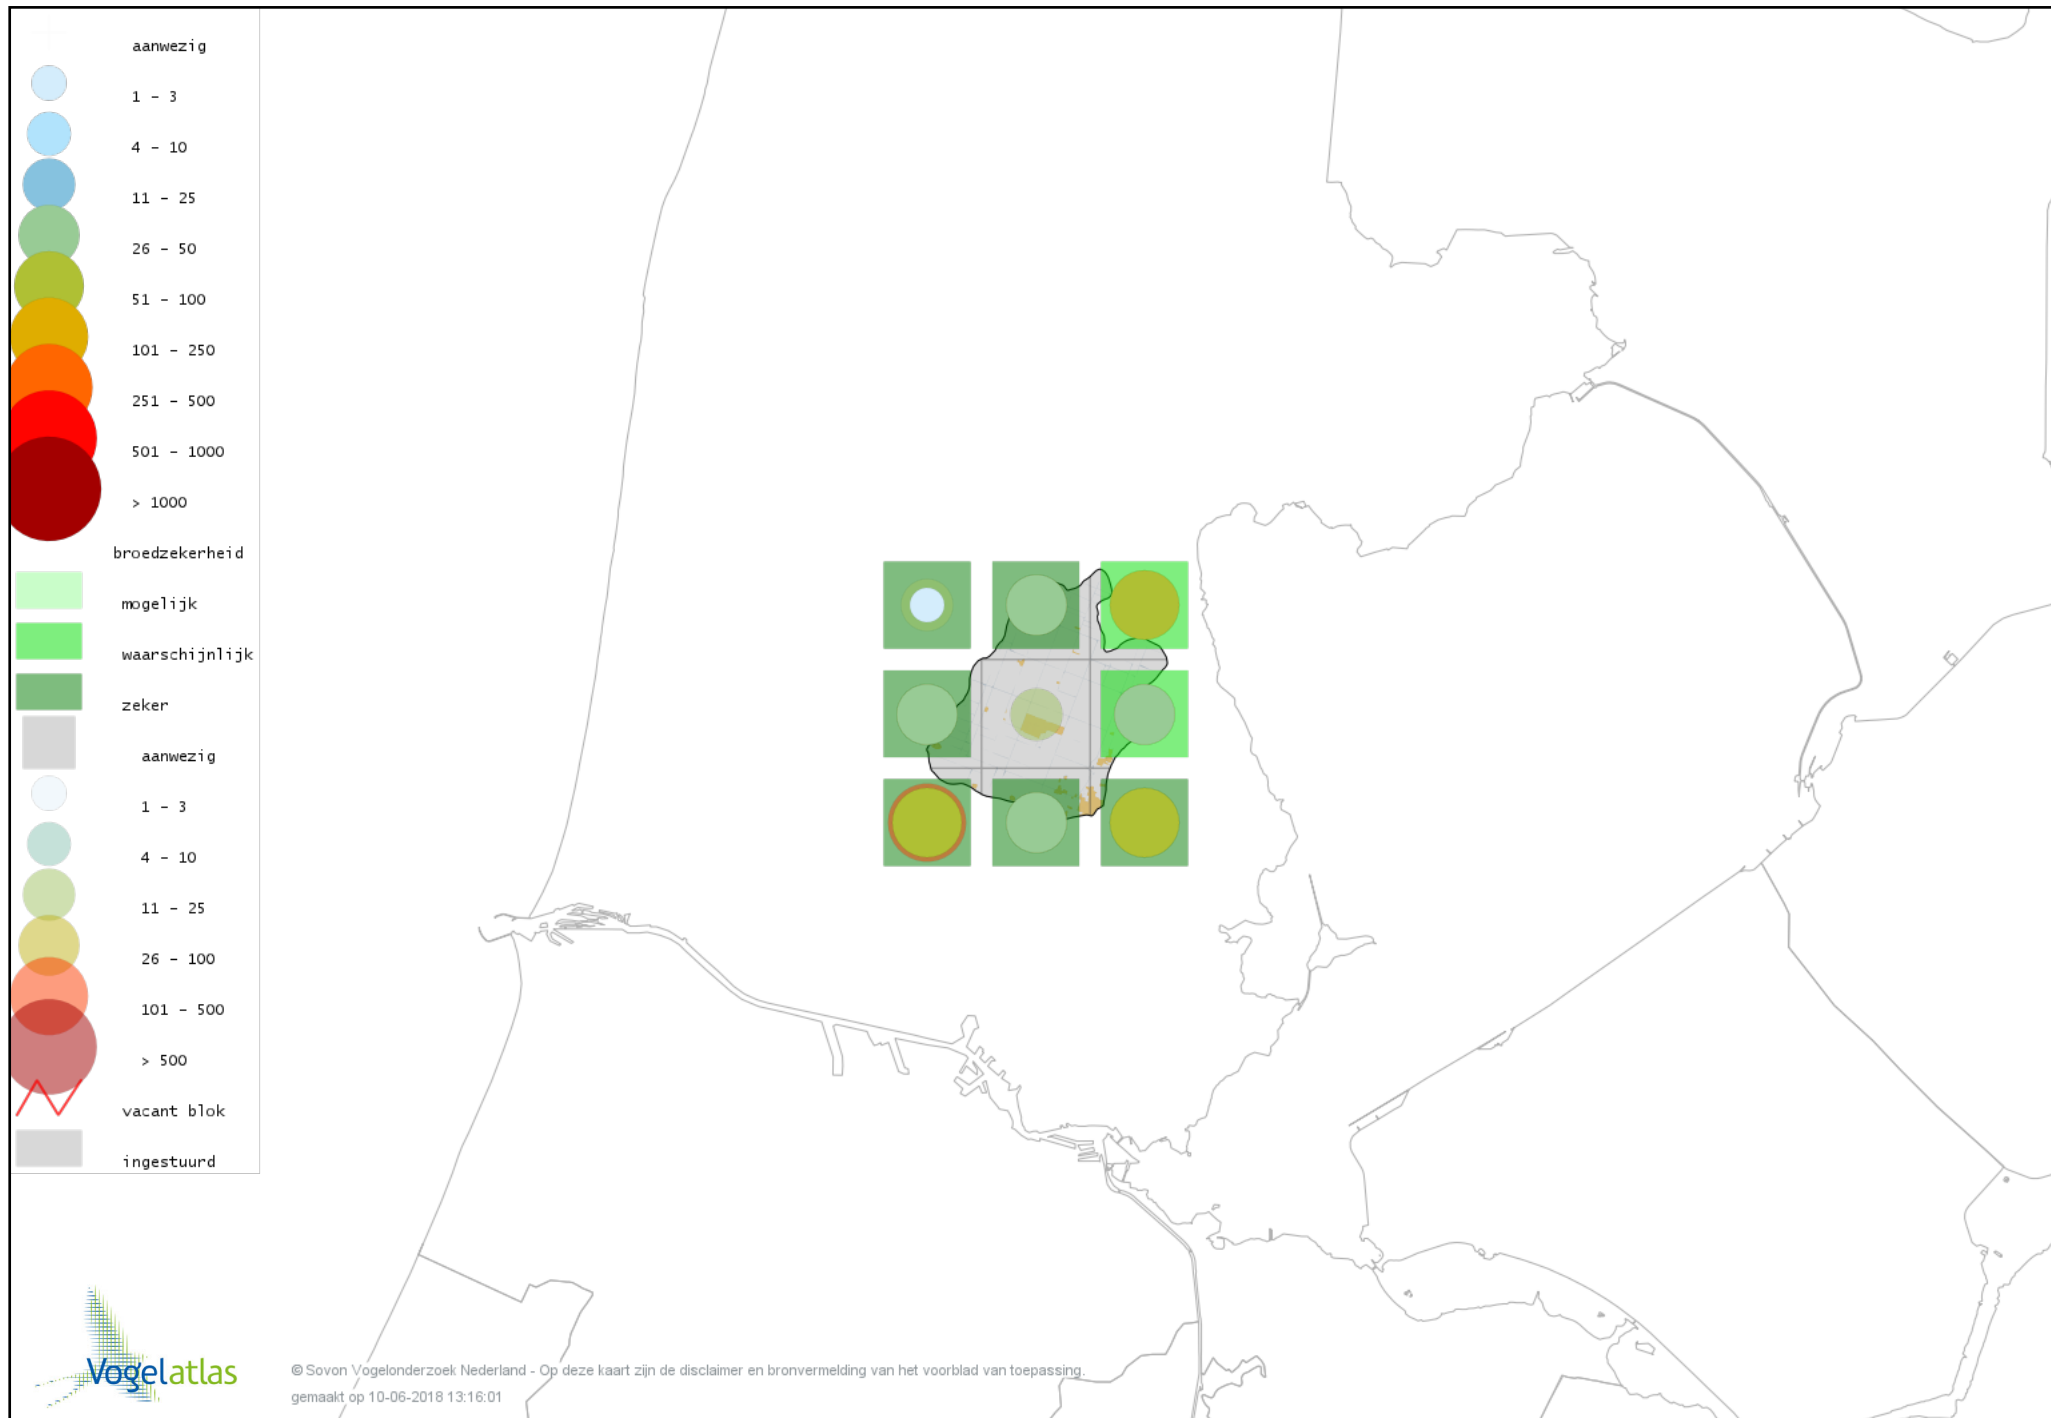 aanwezig
1 - 3
4 - 10
11 - 25
26 - 50
51 - 100
101 - 250
251 - 500
501 - 1000
> 1000
broedzekerheid
mogelijk
waarschijnlijk
zeker
aanwezig
1 - 3
4 - 10
11 - 25
26 - 100
101 - 500
> 500
vacant blok
ingestuurd
Vogelatlas
© Sovon Vogelonderzoek Nederland - Op deze kaart zijn de disclaimer en bronvermelding van het voorblad van toepassing.
gemaakt op 10-06-2018 13:16:01